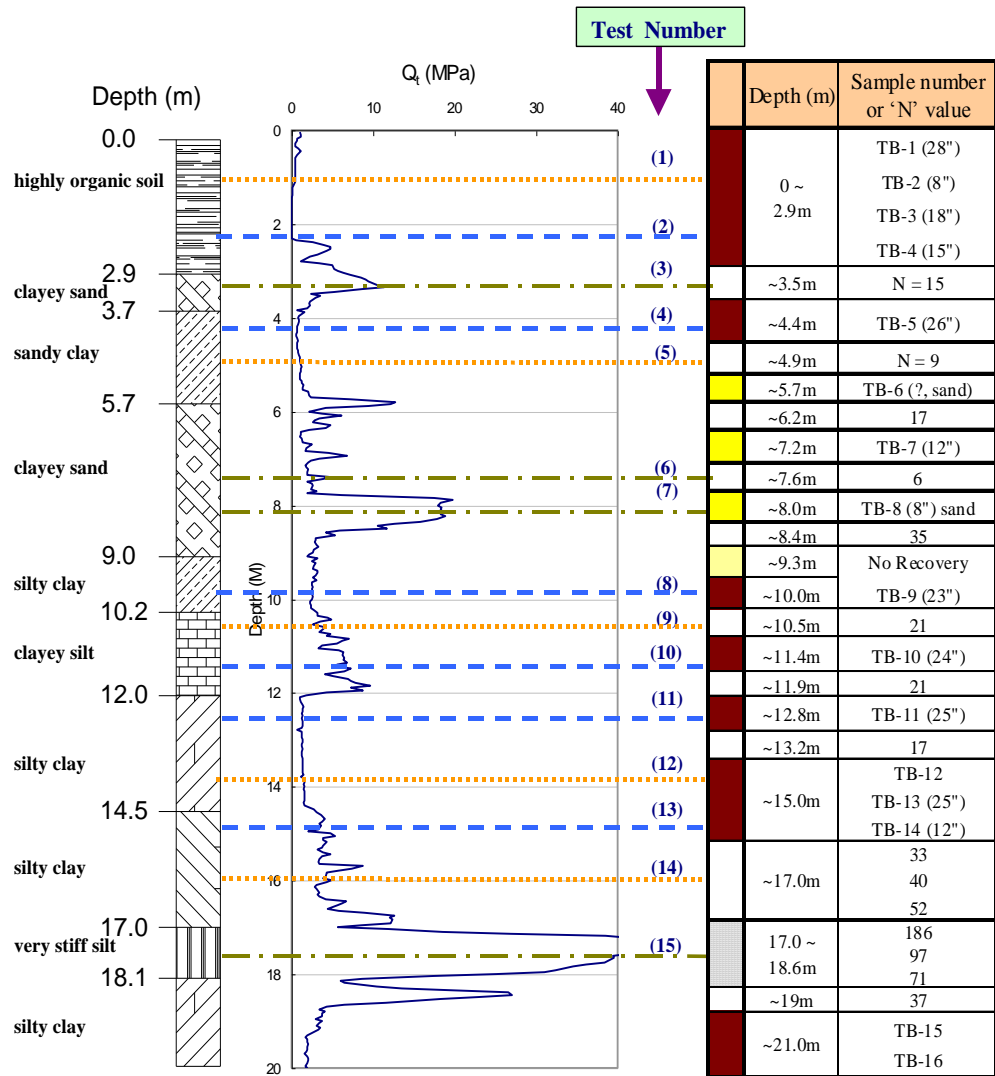 Test Number
Depth (m)
0.0
highly organic soil
2.9
clayey sand
3.7
sandy clay
5.7
clayey sand
9.0
silty clay
10.2
clayey silt
12.0
silty clay
14.5
silty clay
17.0
very stiff silt
18.1
silty clay
Qt (MPa)
0 10 20 30 40
0
2
4
6
8
10
12
14
16
18
20
Depth (M)
(1)
(2)
(3)
(4)
(5)
(6)
(7)
(8)
(9)
(10)
(11)
(12)
(13)
(14)
(15)
Depth (m) Sample number
or ‘N’ value
0 ~
2.9m
TB-1 (28")
TB-2 (8")
TB-3 (18")
TB-4 (15")
~3.5m N = 15
~4.4m TB-5 (26")
~4.9m N = 9
~5.7m TB-6 (?, sand)
~6.2m 17
~7.2m TB-7 (12")
~7.6m 6
~8.0m TB-8 (8") sand
~8.4m 35
~9.3m No Recovery
~10.0m TB-9 (23")
~10.5m 21
~11.4m TB-10 (24")
~11.9m 21
~12.8m TB-11 (25")
~13.2m 17
~15.0m
TB-12
TB-13 (25")
TB-14 (12")
~17.0m
33
40
52
17.0 ~
18.6m
186
97
71
~19m 37
~21.0m
TB-15
TB-16